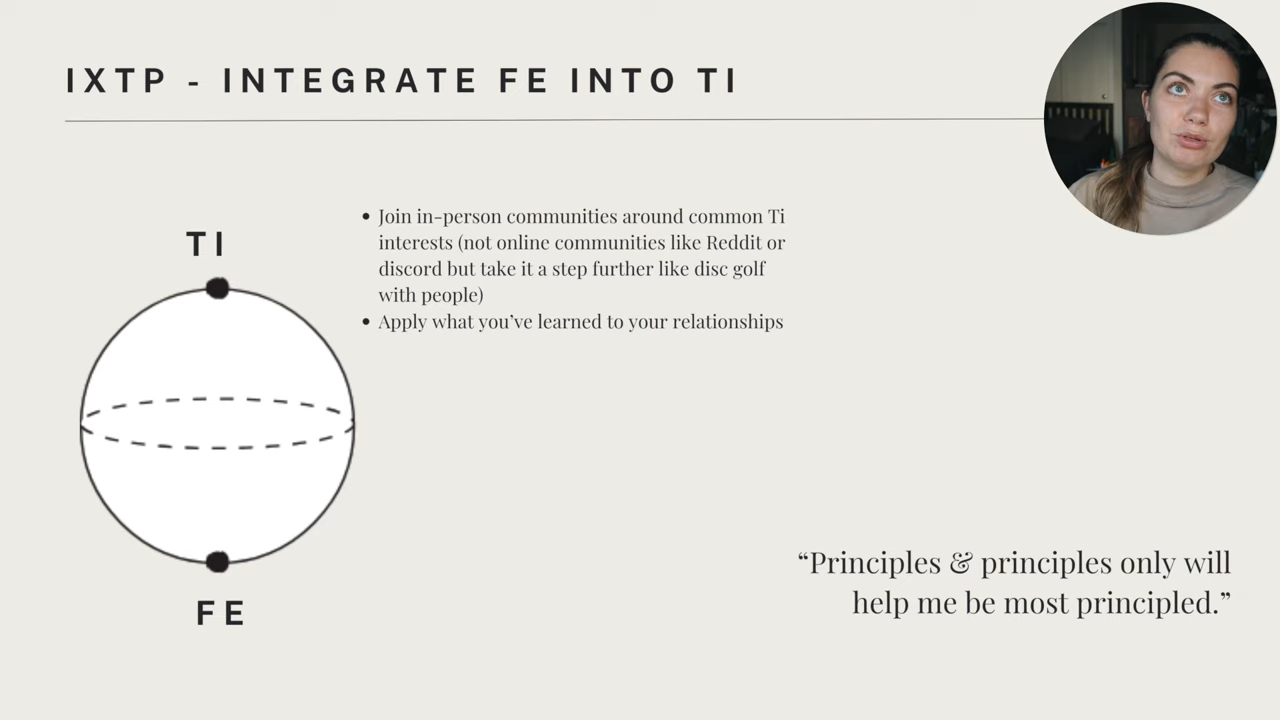 IXTP - INTEGRATE FE INTO TI
TI
• Join in-person communities around common Ti
interests (not online communities like Reddit or
discord but take it a step further like disc golf
with people)
• Apply what you’ve learned to your relationships
“Principles & principles only will
help me be most principled.”
FE